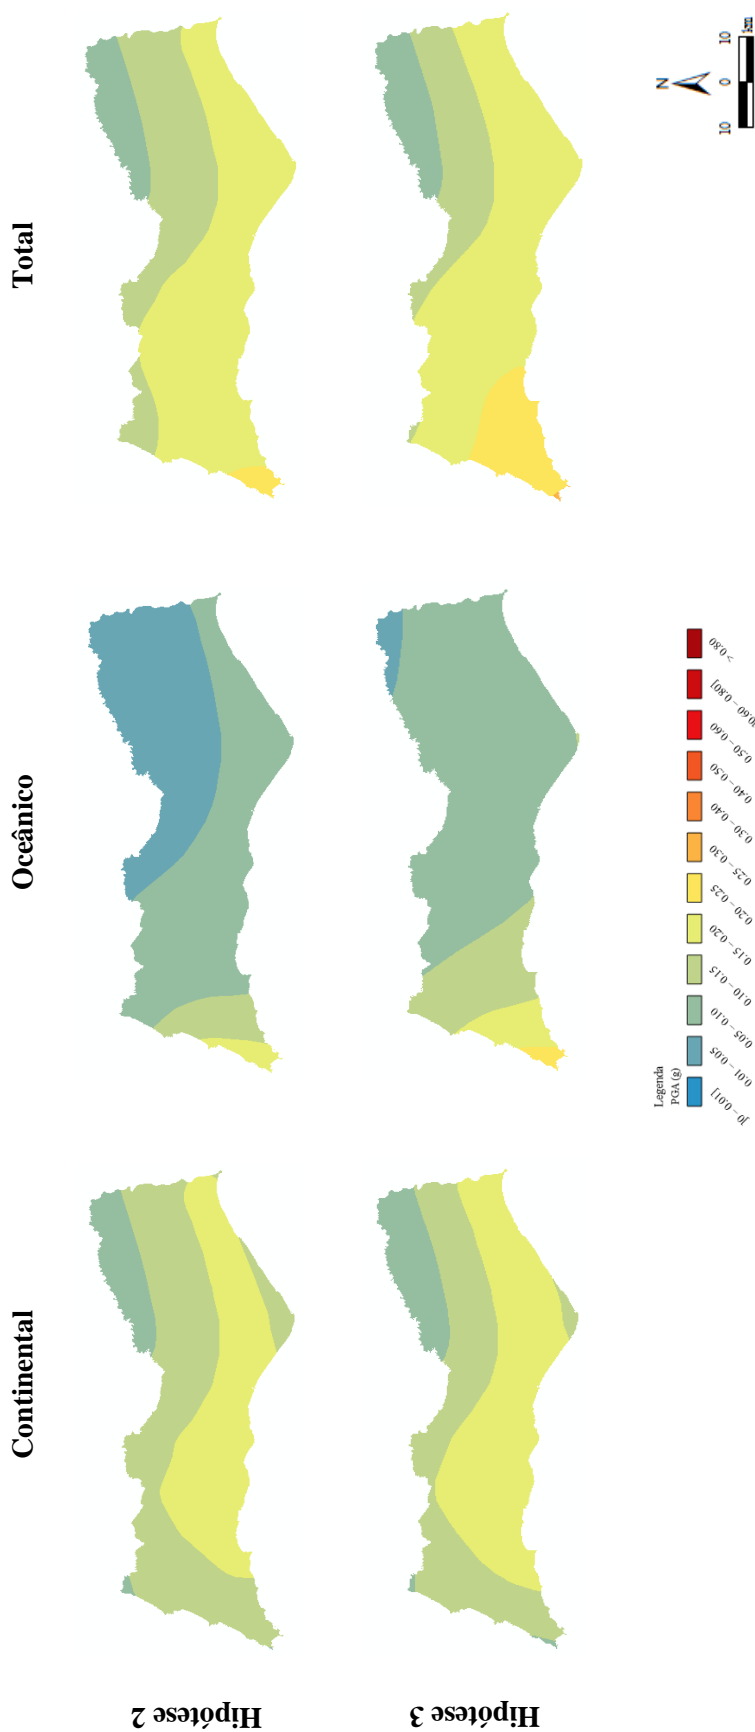 Continental
Oceânico
Total
Hipótese 2
Hipótese 3
Legenda
PGA (g)
]0 – 0.01]
0.01 – 0.05
0.05 – 0.10
0.10 – 0.15
0.15 – 0.20
0.20 – 0.25
0.25 – 0.30
0.30 – 0.40
0.40 – 0.50
0.50 – 0.60
0.60 – 0.80]
> 0.80
N
10 0 10
km